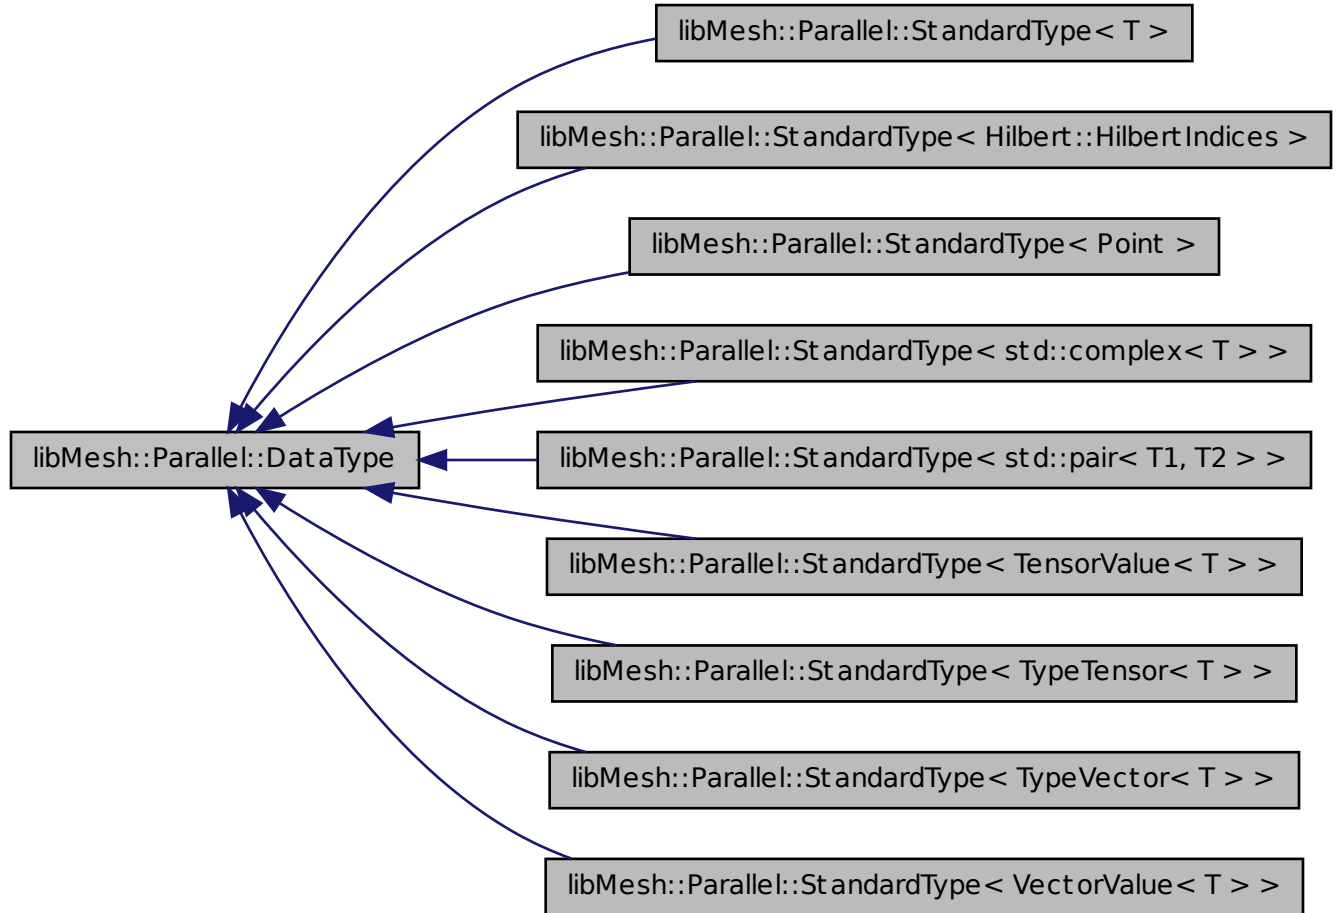 libMesh::Parallel::StandardType< T >
libMesh::Parallel::StandardType< Hilbert::HilbertIndices >
libMesh::Parallel::StandardType< Point >
libMesh::Parallel::StandardType< std::complex< T > >
libMesh::Parallel::DataType
libMesh::Parallel::StandardType< std::pair< T1, T2 > >
libMesh::Parallel::StandardType< TensorValue< T > >
libMesh::Parallel::StandardType< TypeTensor< T > >
libMesh::Parallel::StandardType< TypeVector< T > >
libMesh::Parallel::StandardType< VectorValue< T > >